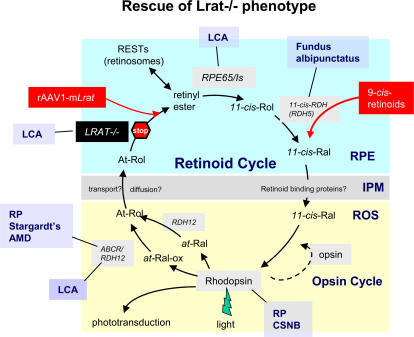 Rescue of Lrat-/- phenotype
LCA
Fundus
albipunctatus
RESTs
(retinosomes)
RPE65/Is
rAAV1-mLrat
retinyl
ester
11-cis-Rol
11-cis-RDH
(RDH5)
9-cis-
retinoids
LCA
LRAT-/-
stop
11-cis-Ral
At-Rol
Retinoid Cycle
RPE
transport?
diffusion?
Retinoid binding proteins?
IPM
RP
Stargardt's
AMD
At-Rol
11-cis-Ral
ROS
RDH12
ABCR/
RDH12
at-Ral
at-Ral-ox
opsin
LCA
Rhodopsin
Opsin Cycle
phototransduction
light
RP
CSNB